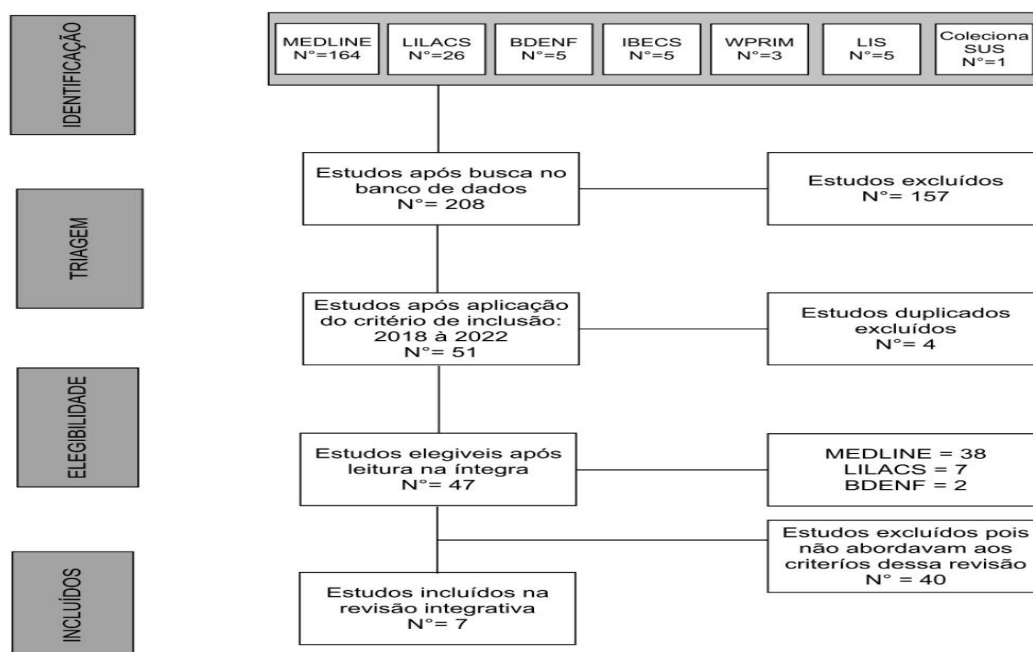 IDENTIFICAÇÃO
MEDLINE
N°=164
LILACS
N°=26
BDENF
N°=5
IBECS
N°=5
WPRIM
N°=3
LIS
N°=5
Coleciona
SUS
N°=1
Estudos após busca no
banco de dados
N°= 208
Estudos excluídos
N°= 157
TRIAGEM
Estudos após aplicação
do critério de inclusão:
2018 à 2022
N°= 51
Estudos duplicados
excluídos
N°= 4
ELEGIBILIDADE
Estudos elegiveis após
leitura na íntegra
N°= 47
MEDLINE = 38
LILACS = 7
BDENF = 2
Estudos excluídos pois
não abordavam aos
criteríos dessa revisão
N° = 40
INCLUÍDOS
Estudos incluídos na
revisão integrativa
N°= 7